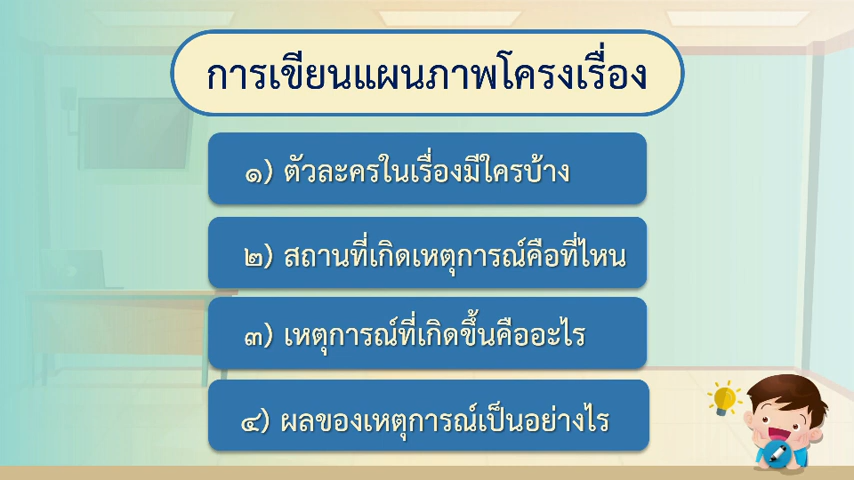 การเขียนแผนภาพโครงเรื่อง
๑) ตัวละครในเรื่องมีใครบ้าง
๒) สถานที่เกิดเหตุการณ์คือที่ไหน
๓) เหตุการณ์ที่เกิดขึ้นคืออะไร
๔) ผลของเหตุการณ์เป็นอย่างไร